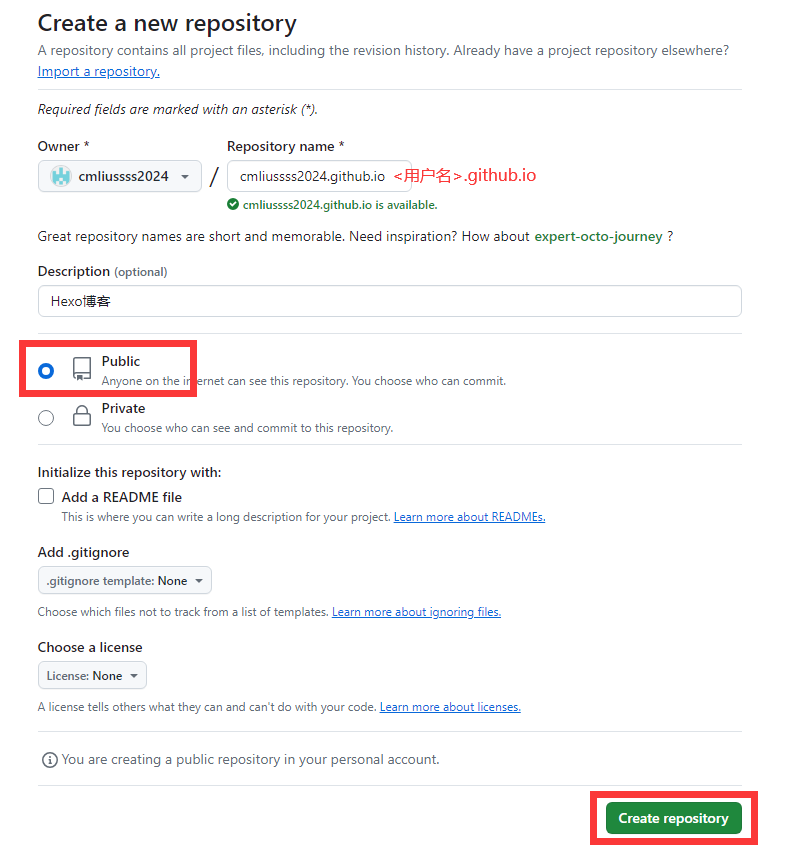 Create a new repository
A repository contains all project files, including the revision history. Already have a project repository elsewhere?
Import a repository.
Required fields are marked with an asterisk (*).
Owner * Repository name *
cmliussss2024 / cmliussss2024.github.io <用户名>.github.io
cmliussss2024.github.io is available.
Great repository names are short and memorable. Need inspiration? How about expert-octo-journey ?
Description (optional)
Hexo博客
Public
Anyone on the internet can see this repository. You choose who can commit.
Private
You choose who can see and commit to this repository.
Initialize this repository with:
Add a README file
This is where you can write a long description for your project. Learn more about READMEs.
Add .gitignore
.gitignore template: None
Choose which files not to track from a list of templates. Learn more about ignoring files.
Choose a license
License: None
A license tells others what they can and can't do with your code. Learn more about licenses.
You are creating a public repository in your personal account.
Create repository